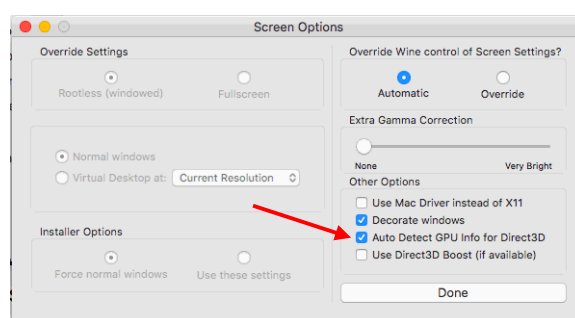 Screen Options
Override Settings
Rootless (windowed)
Fullscreen
Normal windows
Virtual Desktop at:
Current Resolution
Installer Options
Force normal windows
Use these settings
Override Wine control of Screen Settings?
Automatic
Override
Extra Gamma Correction
None
Very Bright
Other Options
Use Mac Driver instead of X11
Decorate windows
Auto Detect GPU Info for Direct3D
Use Direct3D Boost (if available)
Done